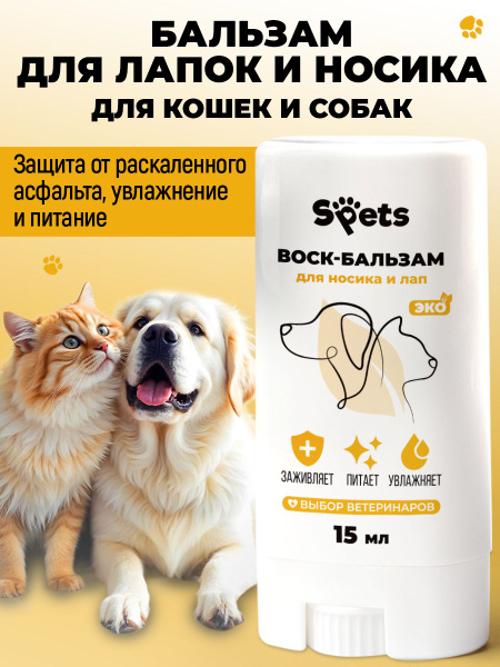 БАЛЬЗАМ
ДЛЯ ЛАПОК И НОСИКА
ДЛЯ КОШЕК И СОБАК
Защита от раскаленного
асфальта, увлажнение
и питание
Spets
ВОСК-БАЛЬЗАМ
для носика и лап
ЭКО
ЗАЖИВЛЯЕТ ПИТАЕТ УВЛАЖНЯЕТ
ВЫБОР ВЕТЕРИНАРОВ
15 мл